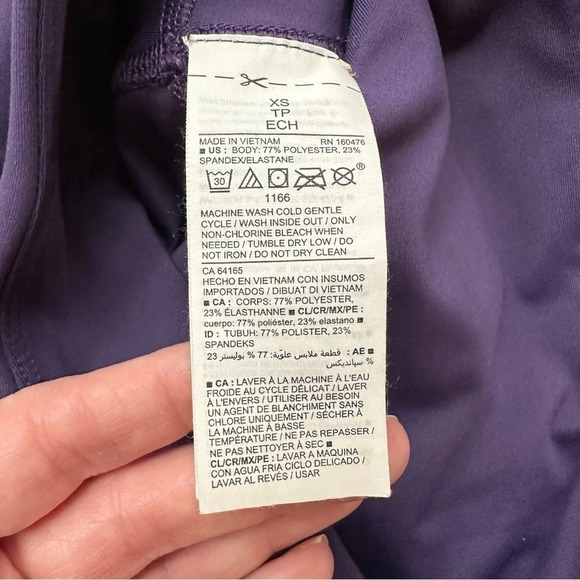 XS
TP
ECH
MADE IN VIETNAM RN 160476
■ US : BODY: 77% POLYESTER, 23%
SPANDEX/ELASTANE
30 ®
1166
MACHINE WASH COLD GENTLE
CYCLE / WASH INSIDE OUT / ONLY
NON-CHLORINE BLEACH WHEN
NEEDED / TUMBLE DRY LOW / DO
NOT IRON / DO NOT DRY CLEAN
CA 64165
HECHO EN VIETNAM CON INSUMOS
IMPORTADOS / DIBUAT DI VIETNAM
■ CA : CORPS: 77% POLYESTER,
23% ÉLASTHANNE ■ CL/CR/MX/PE :
cuerpo: 77% poliéster, 23% elastano ■
ID : TUBUH: 77% POLISTER, 23%
SPANDEKS
■ AE : قطعة ملابس علوية: 77 % بوليستر 23
% سباندیکس
■ CA : LAVER À LA MACHINE À L'EAU
FROIDE AU CYCLE DÉLICAT / LAVER
À L'ENVERS / UTILISER AU BESOIN
UN AGENT DE BLANCHIMENT SANS
CHLORE UNIQUEMENT / SÉCHER À
LA MACHINE À BASSE
TEMPÉRATURE / NE PAS REPASSER /
NE PAS NETTOYER À SEC ■
CL/CR/MX/PE : LAVAR A MAQUINA
CON AGUA FRIA CICLO DELICADO /
LAVAR AL REVÉS / USAR